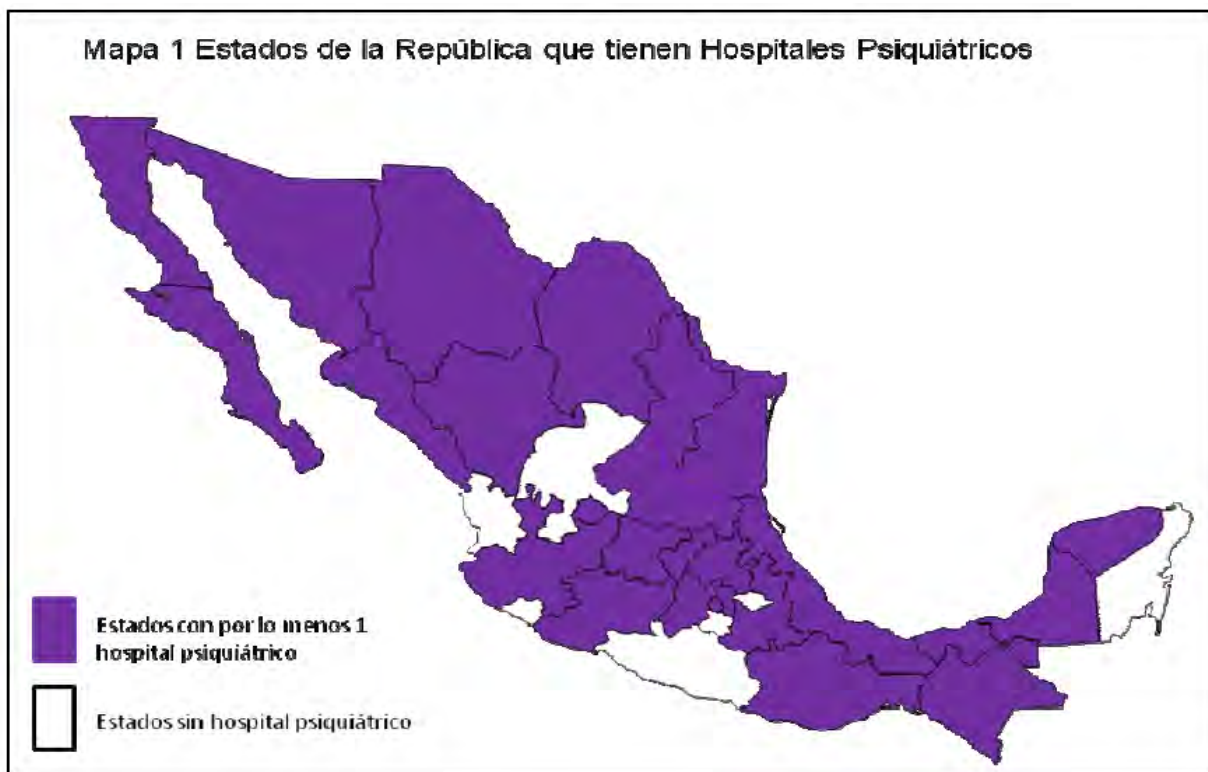 Mapa 1 Estados de la República que tienen Hospitales Psiquiátricos
Estados con por lo menos 1
hospital psiquiátrico
Estados sin hospital psiquiátrico